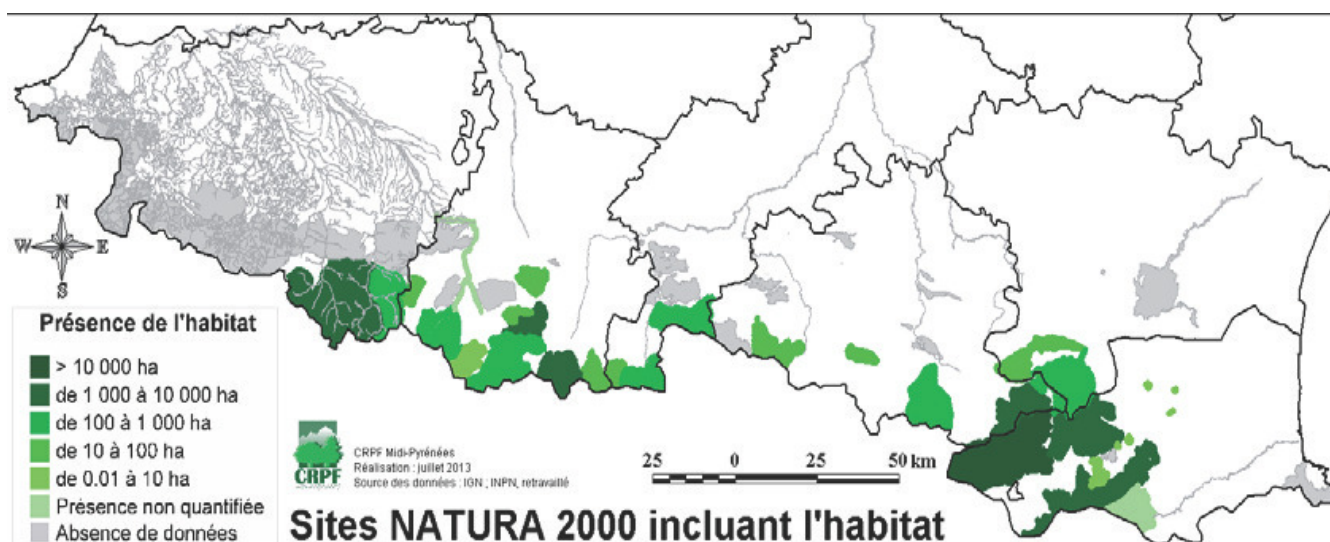 N
W E
S
Présence de l'habitat
> 10 000 ha
de 1 000 à 10 000 ha
de 100 à 1 000 ha
de 10 à 100 ha
de 0.01 à 10 ha
Présence non quantifiée
Absence de données
CRPF
CRPF Midi-Pyrénées
Réalisation : juillet 2013
Source des données : IGN ; INPN, retravaillé
25 0 25 50 km
Sites NATURA 2000 incluant l'habitat